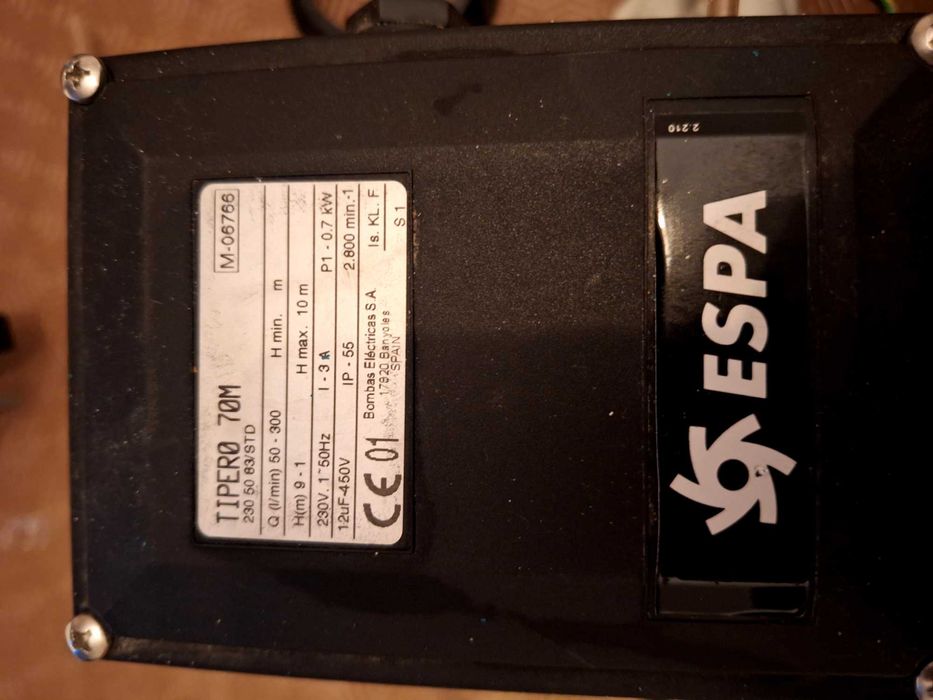 TIPER0 70M
230 50 83/STD
M-06766
Q (l/min) 50 - 300 H min. m
H(m) 9 - 1 H max. 10 m
230V.1~50Hz I - 3 A P1 - 0.7 kW
12uF-450V IP - 55 2.800 min.-1
CE 01 Bombas Eléctricas S.A. Is. KL. F
17820 Banyoles S 1
SPAIN
ESPA
2.210